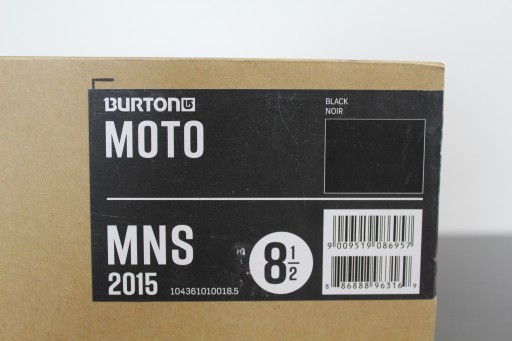 BURTON
MOTO
BLACK
NOIR
MNS
2015
104361010018.5
8 1/2
9 009519 086957
8 86888 96316 9